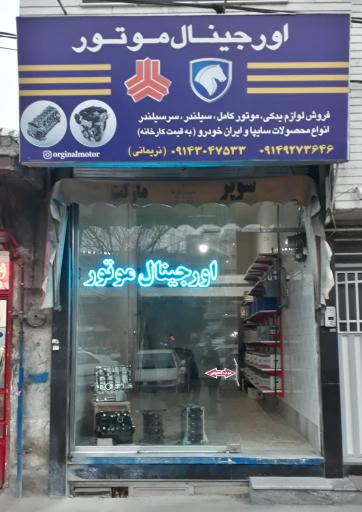 اورجینال موتور
فروش لوازم یدکی، موتور کامل، سیلندر، سرسیلندر
انواع محصولات سایپا و ایران خودرو (به قیمت کارخانه)
۰۹۱۴۹۲۷۳۶۴۶ ۰۹۱۴۳۰۴۷۵۳۳ (نریمانی)
orginalmotor
سوپر مارکت
اورجینال موتور